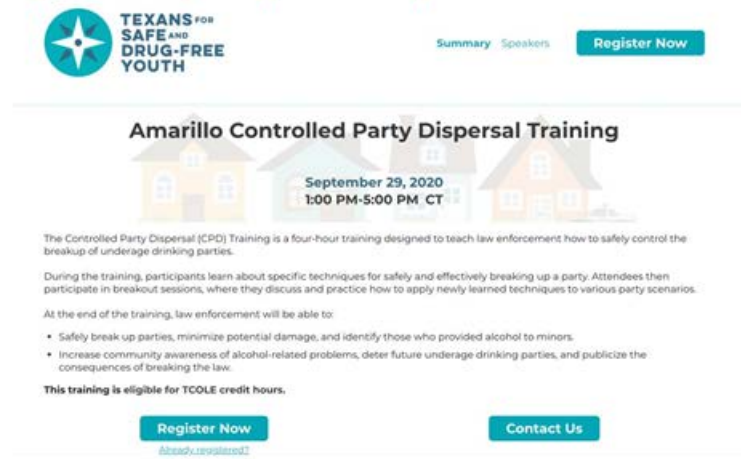 TEXANS FOR
SAFE AND
DRUG-FREE
YOUTH
Summary Speakers Register Now
Amarillo Controlled Party Dispersal Training
September 29, 2020
1:00 PM-5:00 PM CT
The Controlled Party Dispersal (CPD) Training is a four-hour training designed to teach law enforcement how to safely control the
breakup of underage drinking parties.
During the training, participants learn about specific techniques for safely and effectively breaking up a party. Attendees then
participate in breakout sessions, where they discuss and practice how to apply newly learned techniques to various party scenarios.
At the end of the training, law enforcement will be able to:
• Safely break up parties, minimize potential damage, and identify those who provided alcohol to minors.
• Increase community awareness of alcohol-related problems, deter future underage drinking parties, and publicize the
consequences of breaking the law.
This training is eligible for TCOLE credit hours.
Register Now Contact Us
Already registered?